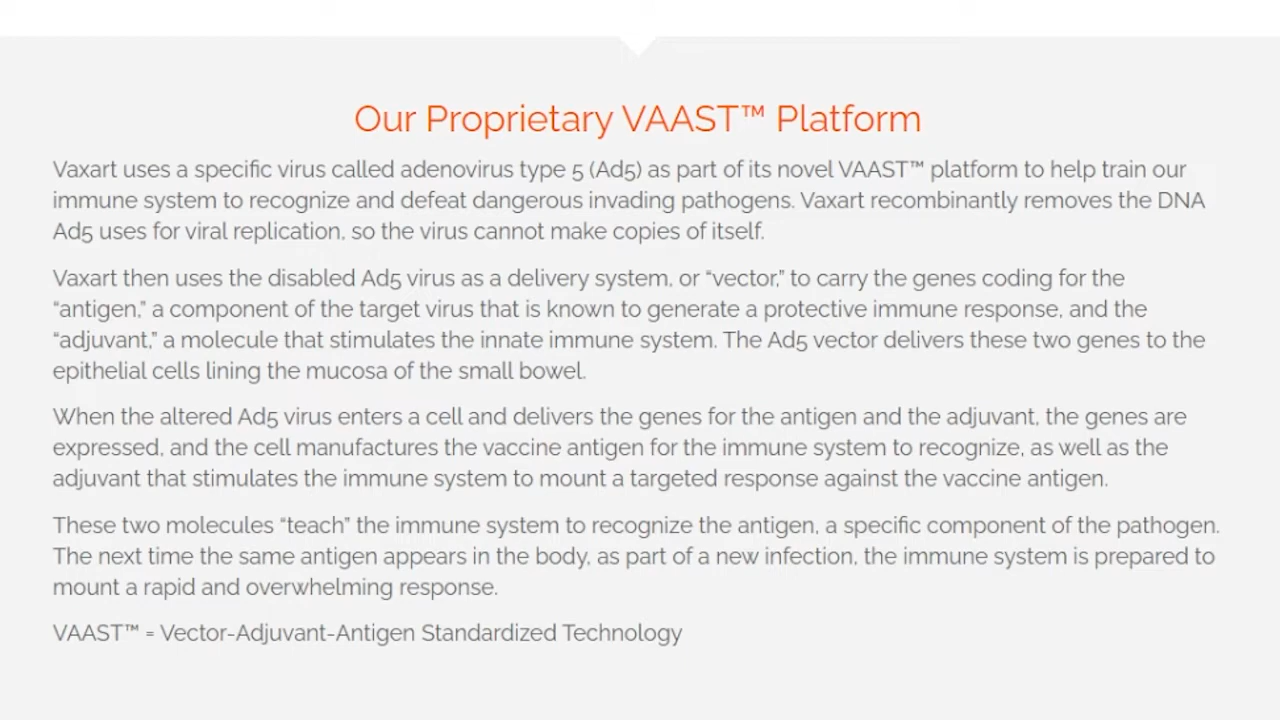 Our Proprietary VAAST™ Platform
Vaxart uses a specific virus called adenovirus type 5 (Ad5) as part of its novel VAAST™ platform to help train our
immune system to recognize and defeat dangerous invading pathogens. Vaxart recombinantly removes the DNA
Ad5 uses for viral replication, so the virus cannot make copies of itself.
Vaxart then uses the disabled Ad5 virus as a delivery system, or “vector,” to carry the genes coding for the
“antigen,” a component of the target virus that is known to generate a protective immune response, and the
“adjuvant,” a molecule that stimulates the innate immune system. The Ad5 vector delivers these two genes to the
epithelial cells lining the mucosa of the small bowel.
When the altered Ad5 virus enters a cell and delivers the genes for the antigen and the adjuvant, the genes are
expressed, and the cell manufactures the vaccine antigen for the immune system to recognize, as well as the
adjuvant that stimulates the immune system to mount a targeted response against the vaccine antigen.
These two molecules “teach” the immune system to recognize the antigen, a specific component of the pathogen.
The next time the same antigen appears in the body, as part of a new infection, the immune system is prepared to
mount a rapid and overwhelming response.
VAAST™ = Vector-Adjuvant-Antigen Standardized Technology